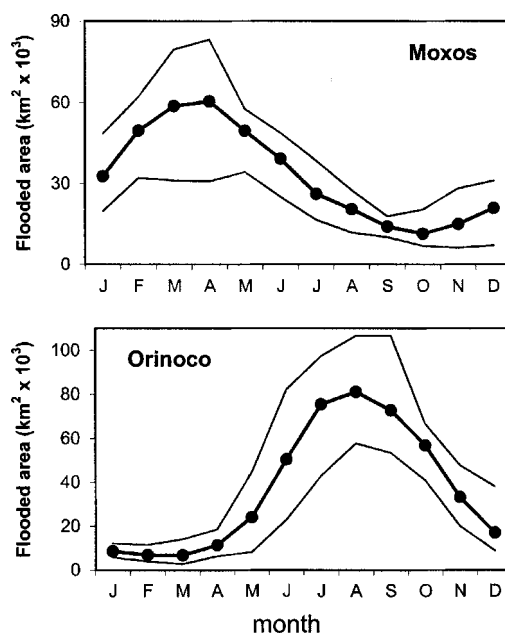 Moxos
Flooded area (km² x 10³)
90
60
30
0
J F M A M J J A S O N D
Orinoco
Flooded area (km² x 10³)
100
80
60
40
20
0
J F M A M J J A S O N D
month